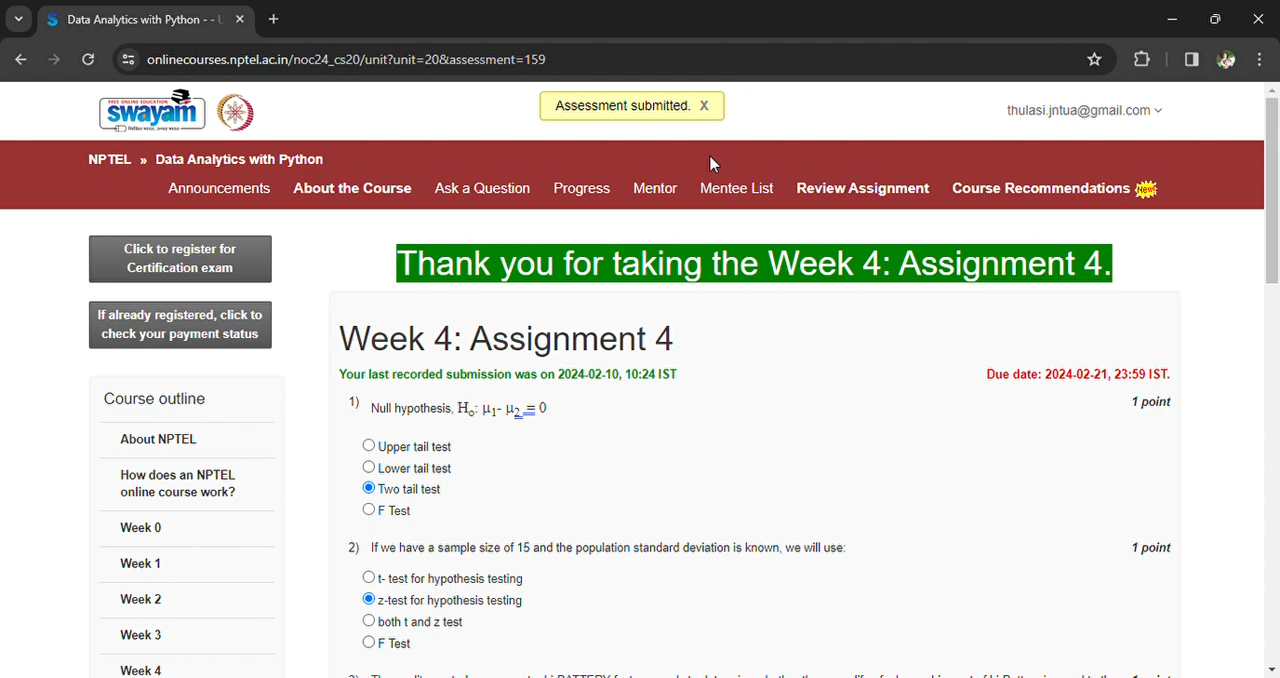 Data Analytics with Python - - U
onlinecourses.nptel.ac.in/noc24_cs20/unit?unit=20&assessment=159
FREE ONLINE EDUCATION
swayam
Assessment submitted. X
thulasi.jntua@gmail.com
NPTEL » Data Analytics with Python
Announcements About the Course Ask a Question Progress Mentor Mentee List Review Assignment Course Recommendations New!
Click to register for
Certification exam
If already registered, click to
check your payment status
Thank you for taking the Week 4: Assignment 4.
Course outline
About NPTEL
How does an NPTEL
online course work?
Week 0
Week 1
Week 2
Week 3
Week 4
Week 4: Assignment 4
Your last recorded submission was on 2024-02-10, 10:24 IST Due date: 2024-02-21, 23:59 IST.
1) Null hypothesis, Ho: μ1- μ2 = 0 1 point
Upper tail test
Lower tail test
Two tail test
F Test
2) If we have a sample size of 15 and the population standard deviation is known, we will use: 1 point
t- test for hypothesis testing
z-test for hypothesis testing
both t and z test
F Test